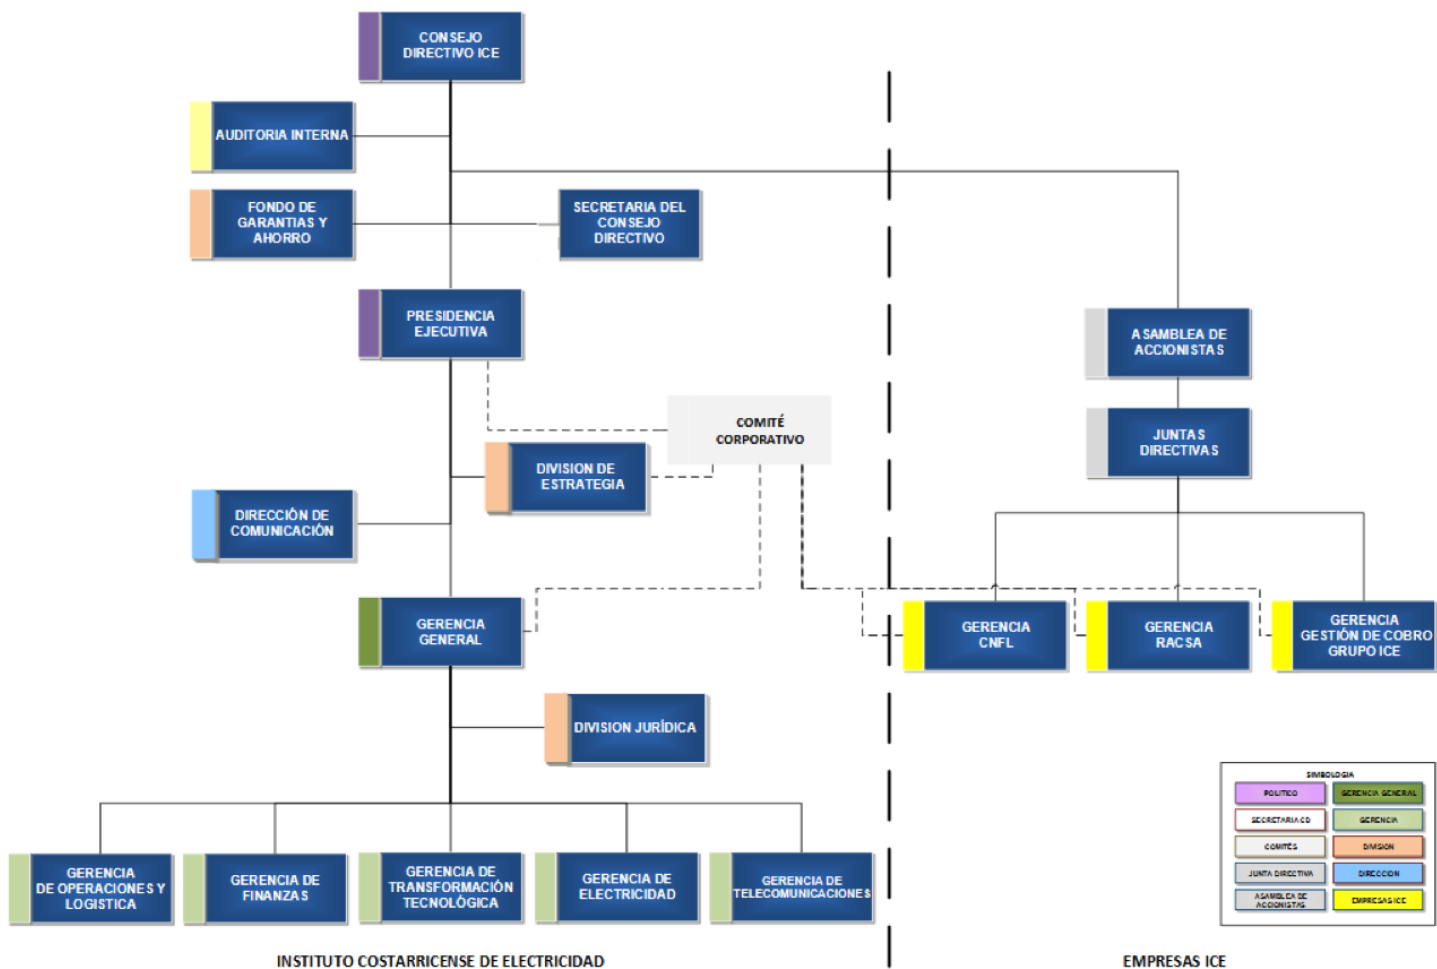 CONSEJO
DIRECTIVO ICE
AUDITORIA INTERNA
FONDO DE
GARANTIAS Y
AHORRO
SECRETARIA DEL
CONSEJO
DIRECTIVO
PRESIDENCIA
EJECUTIVA
ASAMBLEA DE
ACCIONISTAS
COMITÉ
CORPORATIVO
JUNTAS
DIRECTIVAS
DIVISION DE
ESTRATEGIA
DIRECCIÓN DE
COMUNICACIÓN
GERENCIA
GENERAL
GERENCIA
CNFL
GERENCIA
RACSA
GERENCIA
GESTIÓN DE COBRO
GRUPO ICE
DIVISION JURÍDICA
GERENCIA
DE OPERACIONES Y
LOGISTICA
GERENCIA DE
FINANZAS
GERENCIA DE
TRANSFORMACIÓN
TECNOLÓGICA
GERENCIA DE
ELECTRICIDAD
GERENCIA DE
TELECOMUNICACIONES
SIMBOLOGIA
POLITICO
GERENCIA GENERAL
SECRETARIA CD
GERENCIA
COMITÉS
DIVISION
JUNTA DIRECTIVA
DIRECCION
ASAMBLEA DE
ACCIONISTAS
EMPRESAS ICE
INSTITUTO COSTARRICENSE DE ELECTRICIDAD
EMPRESAS ICE